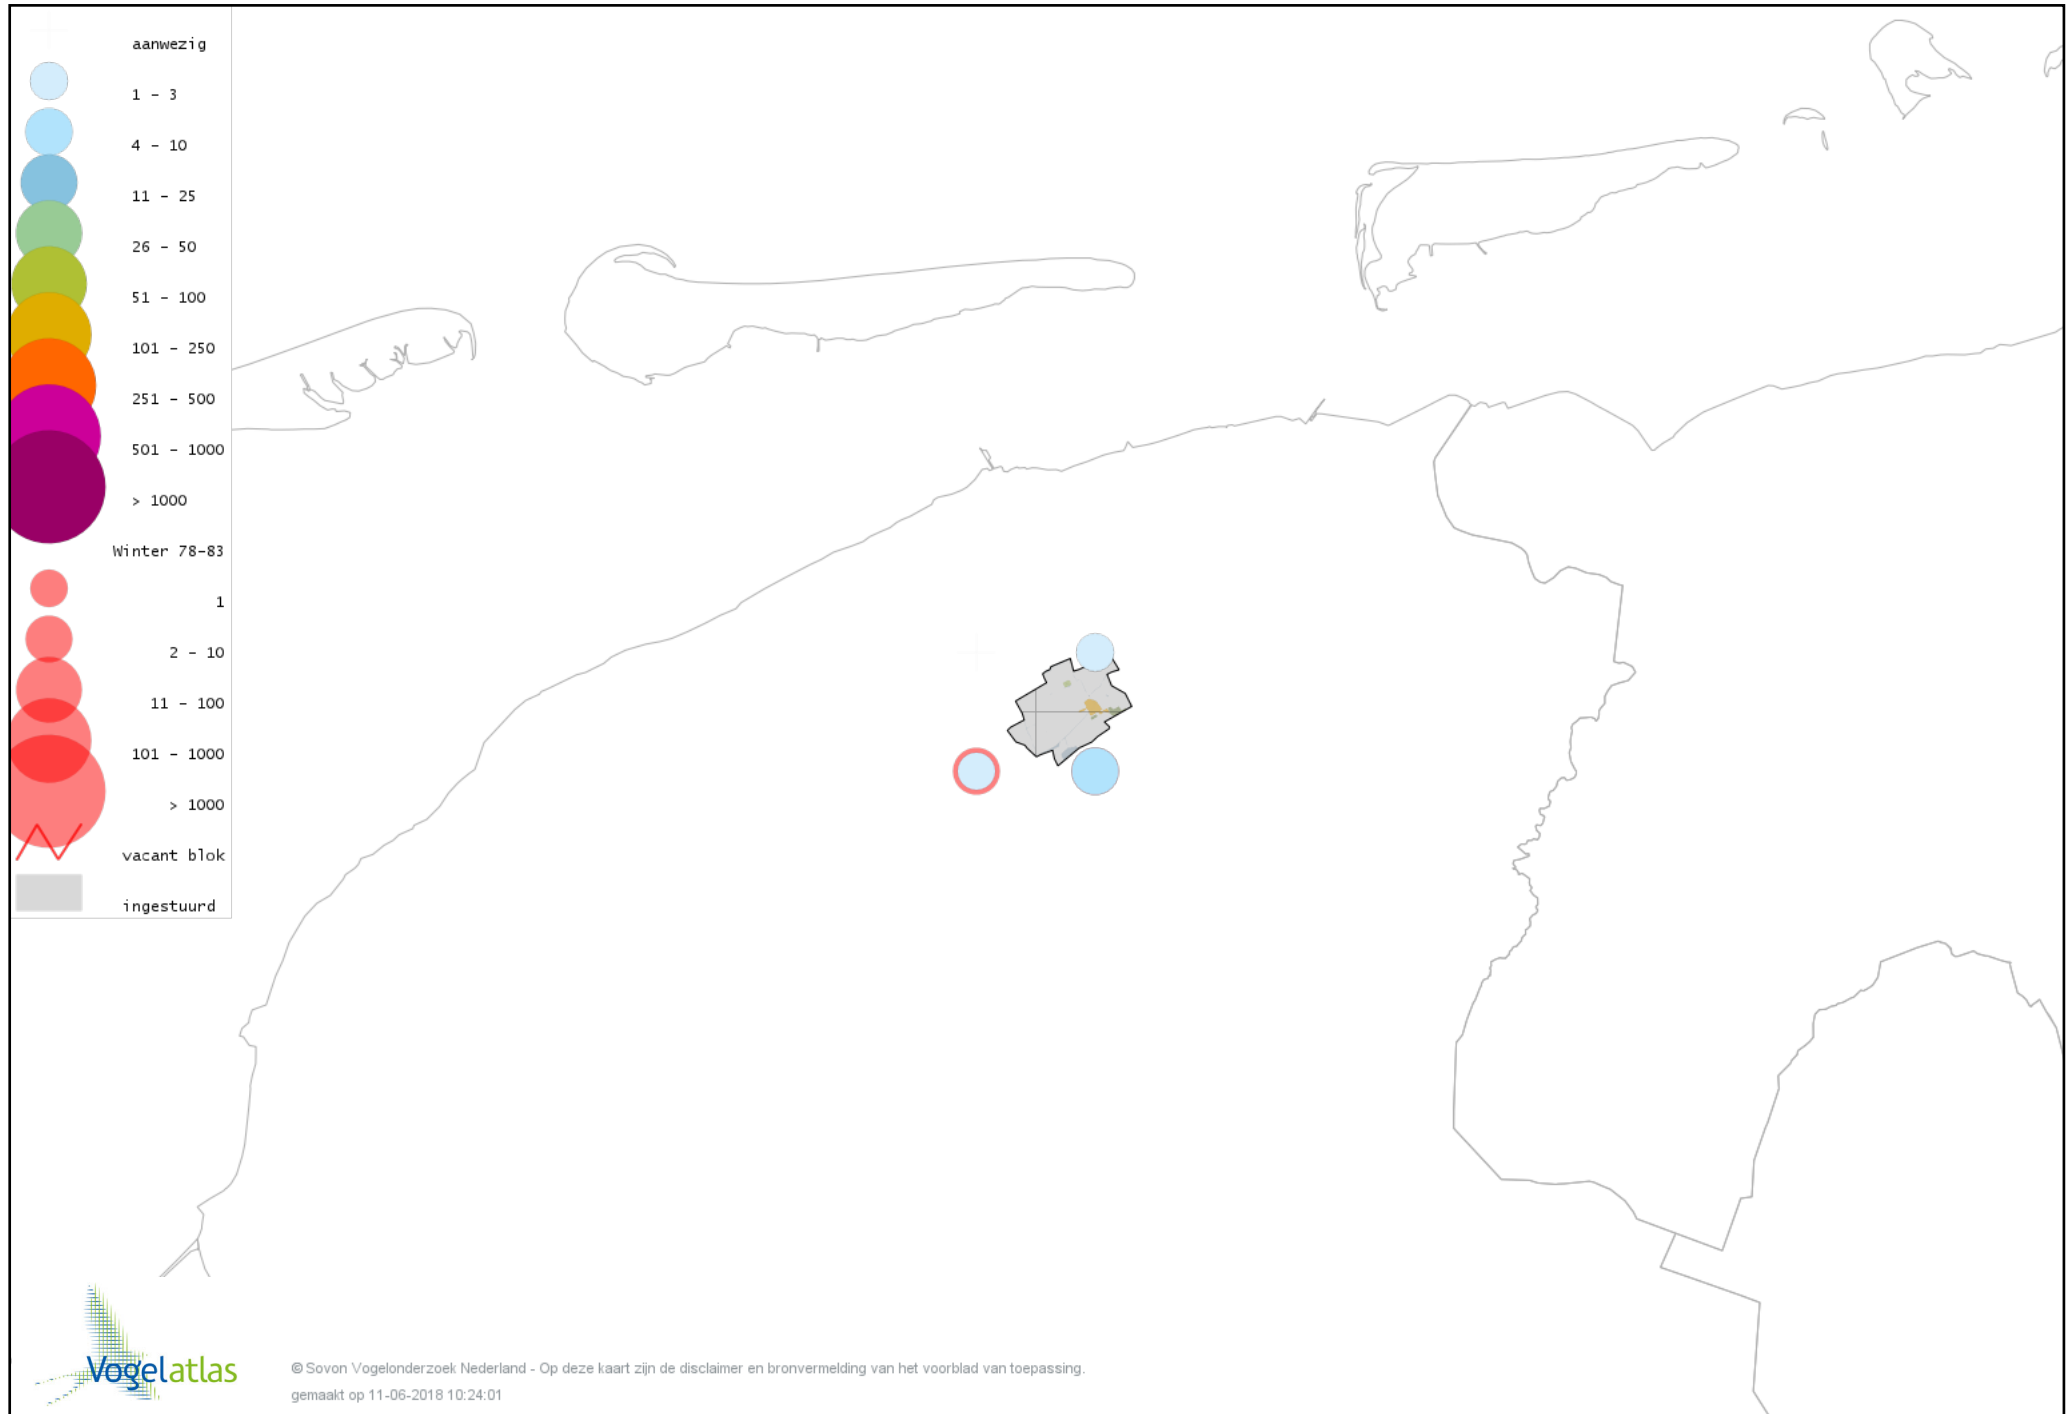 aanwezig
1 - 3
4 - 10
11 - 25
26 - 50
51 - 100
101 - 250
251 - 500
501 - 1000
> 1000
Winter 78-83
1
2 - 10
11 - 100
101 - 1000
> 1000
vacant blok
ingestuurd
Vogelatlas
© Sovon Vogelonderzoek Nederland - Op deze kaart zijn de disclaimer en bronvermelding van het voorblad van toepassing.
gemaakt op 11-06-2018 10:24:01